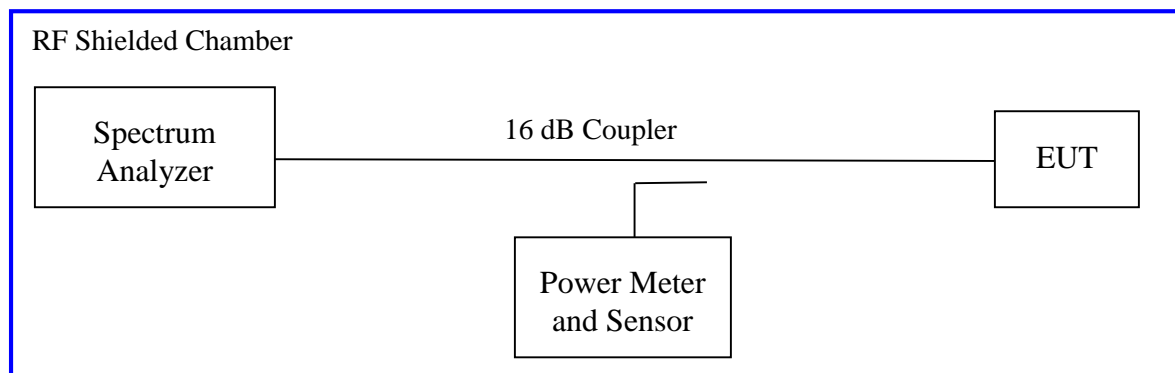 RF Shielded Chamber
Spectrum
Analyzer
16 dB Coupler
EUT
Power Meter
and Sensor